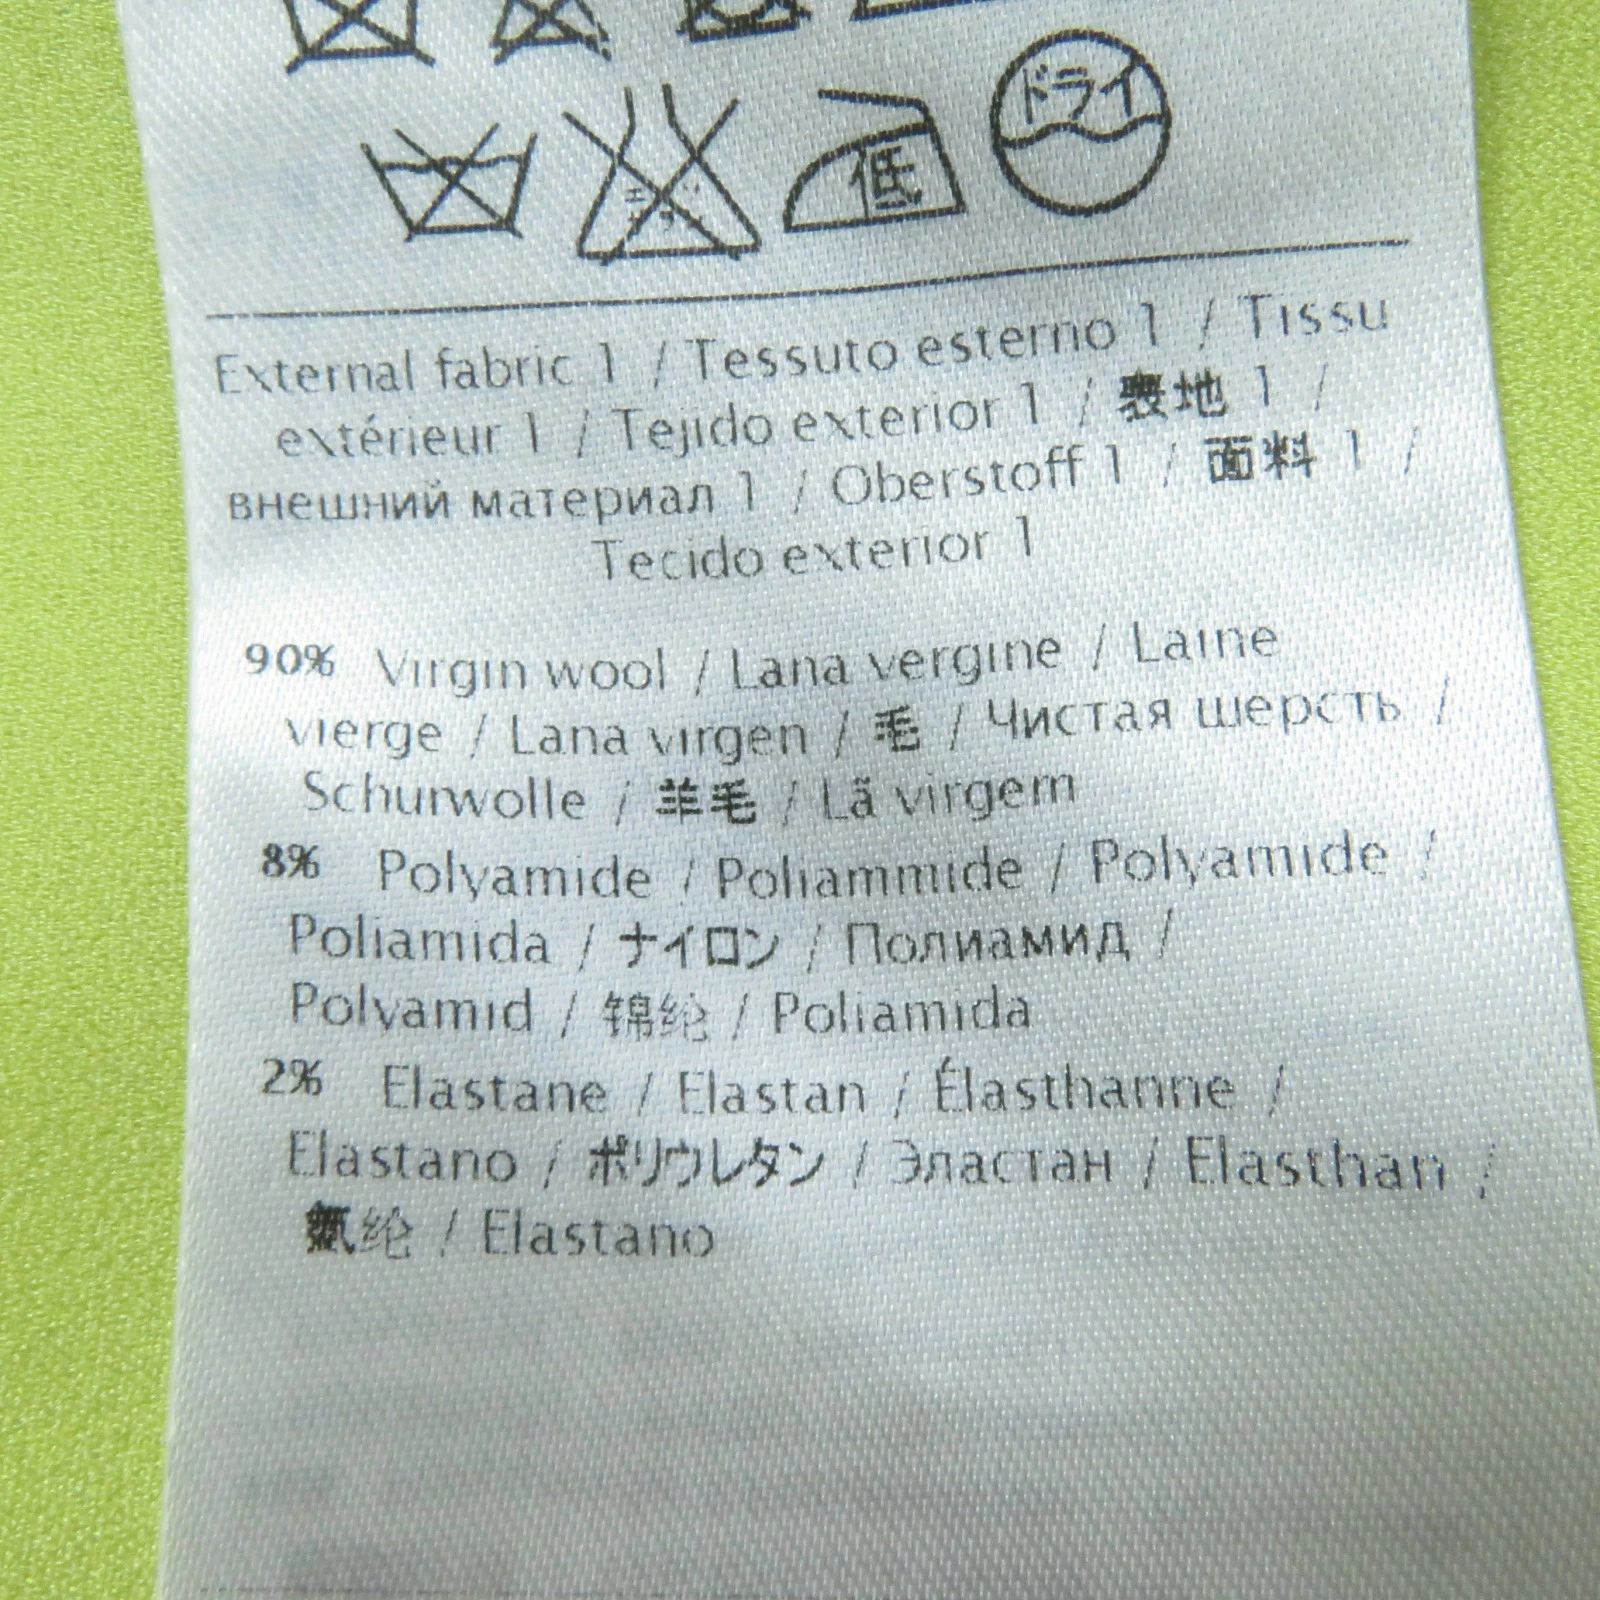 ドライ
低
External fabric 1 / Tessuto esterno 1 / Tissu
extérieur 1 / Tejido exterior 1 / 表地 1 /
внешний материал 1 / Oberstoff 1 / 面料 1 /
Tecido exterior 1
90% Virgin wool / Lana vergine / Laine
vierge / Lana virgen / 毛 / Чистая шерсть /
Schurwolle / 羊毛 / Lã virgem
8% Polyamide / Poliammide / Polyamide /
Poliamida / ナイロン / Полиамид /
Polyamid / 锦纶 / Poliamida
2% Elastane / Elastan / Élasthanne /
Elastano / ポリウレタン / Эластан / Elasthan /
氨纶 / Elastano